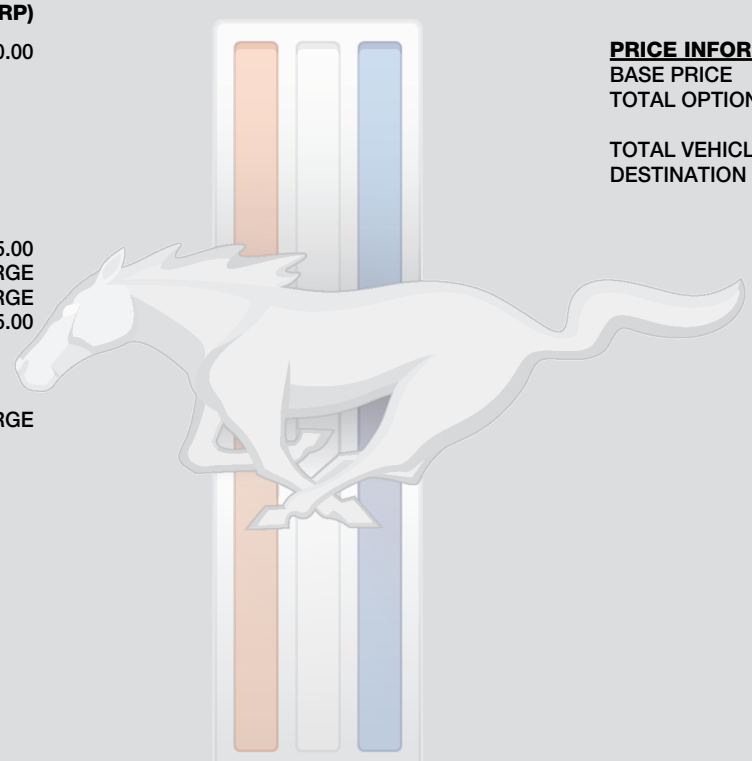 RP)
0.00
5.00
RGE
RGE
5.00
RGE
PRICE INFOR
BASE PRICE
TOTAL OPTION
TOTAL VEHICL
DESTINATION